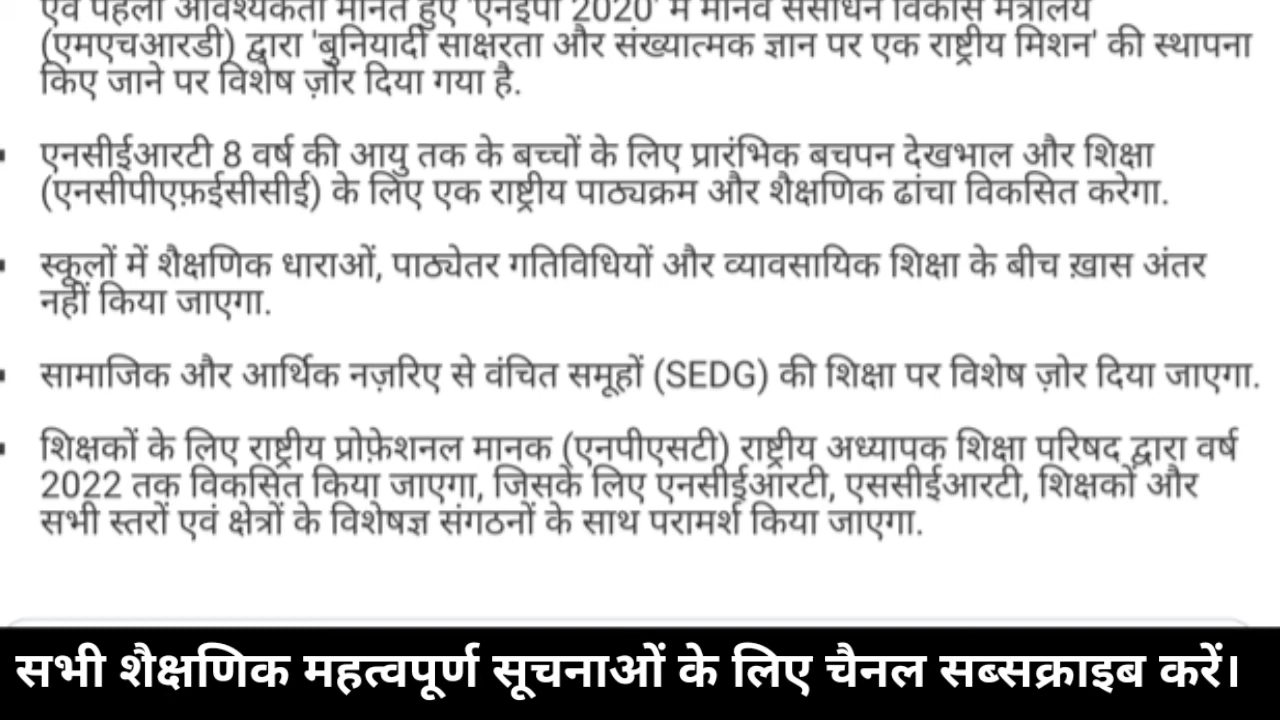 एवं पहली आवश्यकता मानते हुए 'एनईपी 2020' में मानव संसाधन विकास मंत्रालय
(एमएचआरडी) द्वारा 'बुनियादी साक्षरता और संख्यात्मक ज्ञान पर एक राष्ट्रीय मिशन' की स्थापना
किए जाने पर विशेष ज़ोर दिया गया है.
एनसीईआरटी 8 वर्ष की आयु तक के बच्चों के लिए प्रारंभिक बचपन देखभाल और शिक्षा
(एनसीपीएफ़ईसीसीई) के लिए एक राष्ट्रीय पाठ्यक्रम और शैक्षणिक ढांचा विकसित करेगा.
स्कूलों में शैक्षणिक धाराओं, पाठ्येतर गतिविधियों और व्यावसायिक शिक्षा के बीच ख़ास अंतर
नहीं किया जाएगा.
सामाजिक और आर्थिक नज़रिए से वंचित समूहों (SEDG) की शिक्षा पर विशेष ज़ोर दिया जाएगा.
शिक्षकों के लिए राष्ट्रीय प्रोफ़ेशनल मानक (एनपीएसटी) राष्ट्रीय अध्यापक शिक्षा परिषद द्वारा वर्ष
2022 तक विकसित किया जाएगा, जिसके लिए एनसीईआरटी, एससीईआरटी, शिक्षकों और
सभी स्तरों एवं क्षेत्रों के विशेषज्ञ संगठनों के साथ परामर्श किया जाएगा.
सभी शैक्षणिक महत्वपूर्ण सूचनाओं के लिए चैनल सब्सक्राइब करें।